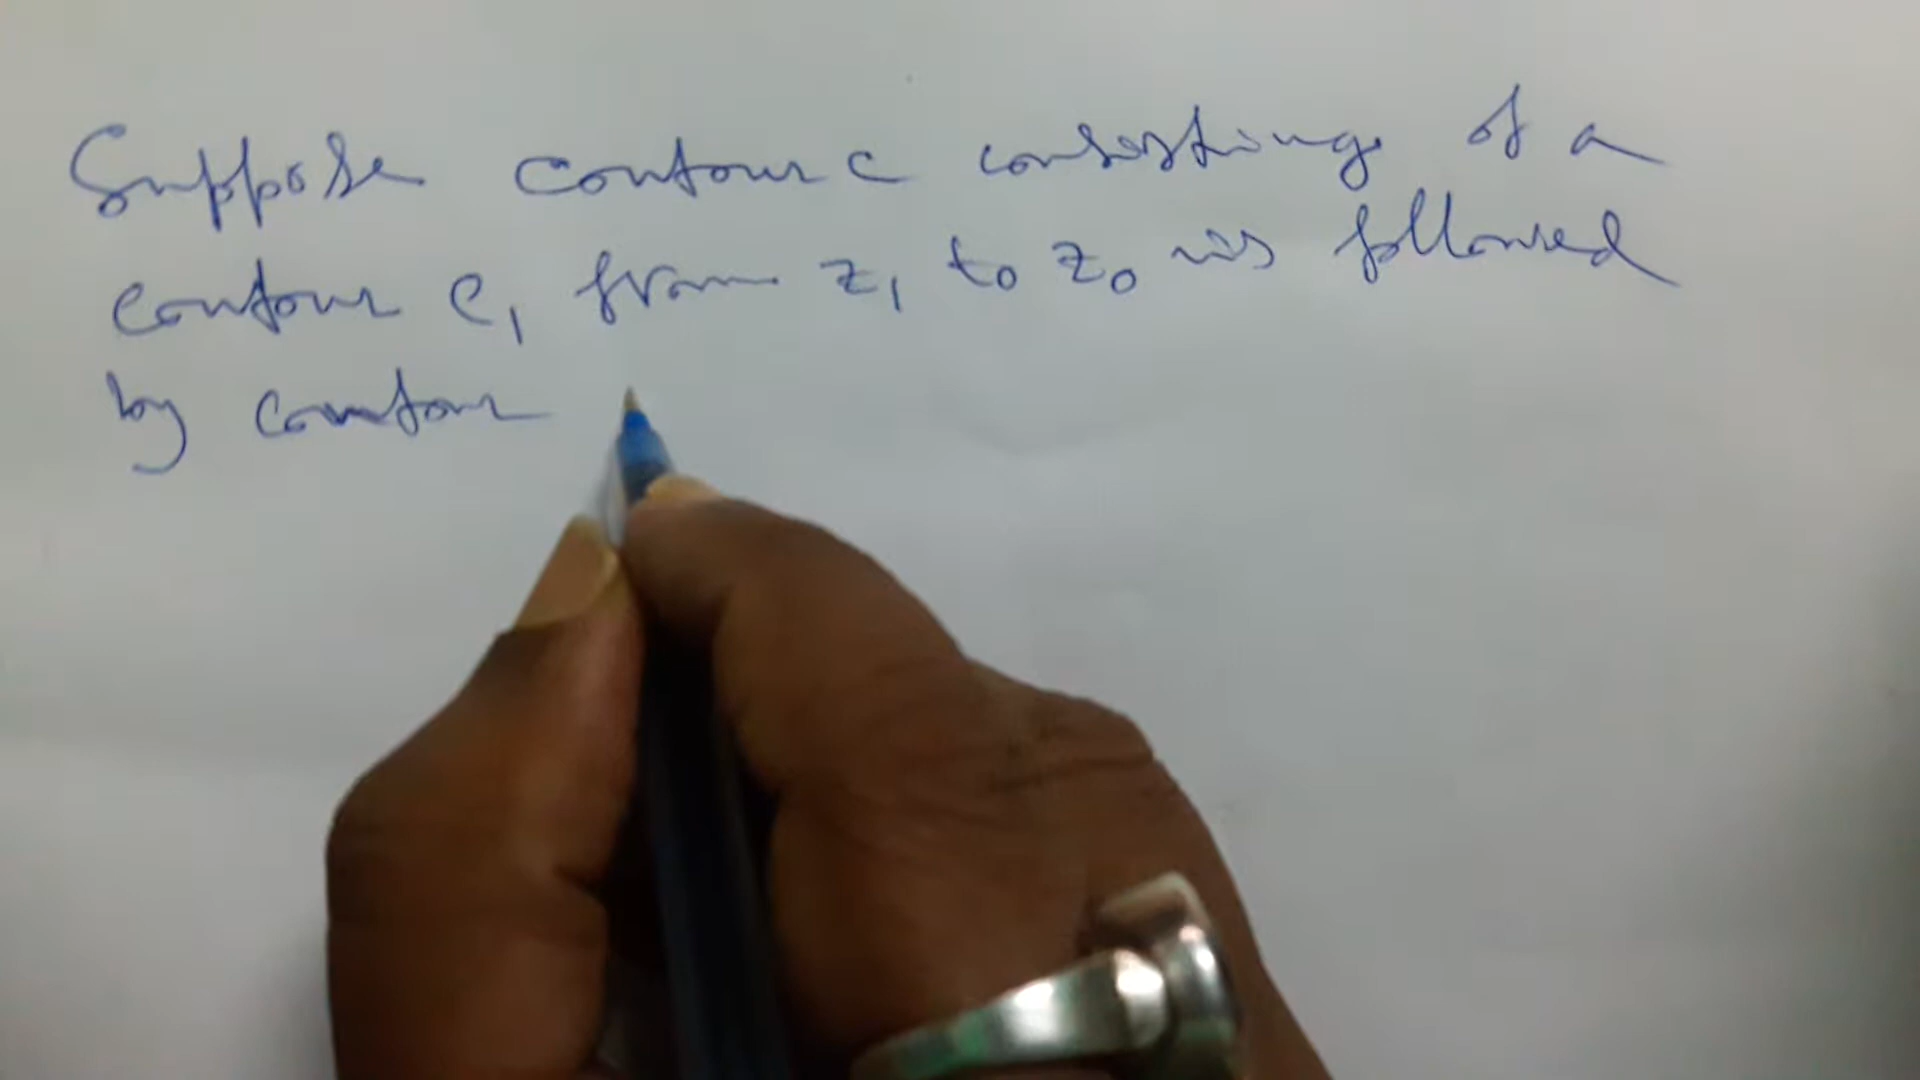 Suppose contour C consisting of a
contour C₁ from z₁ to z₀ is followed
by contour